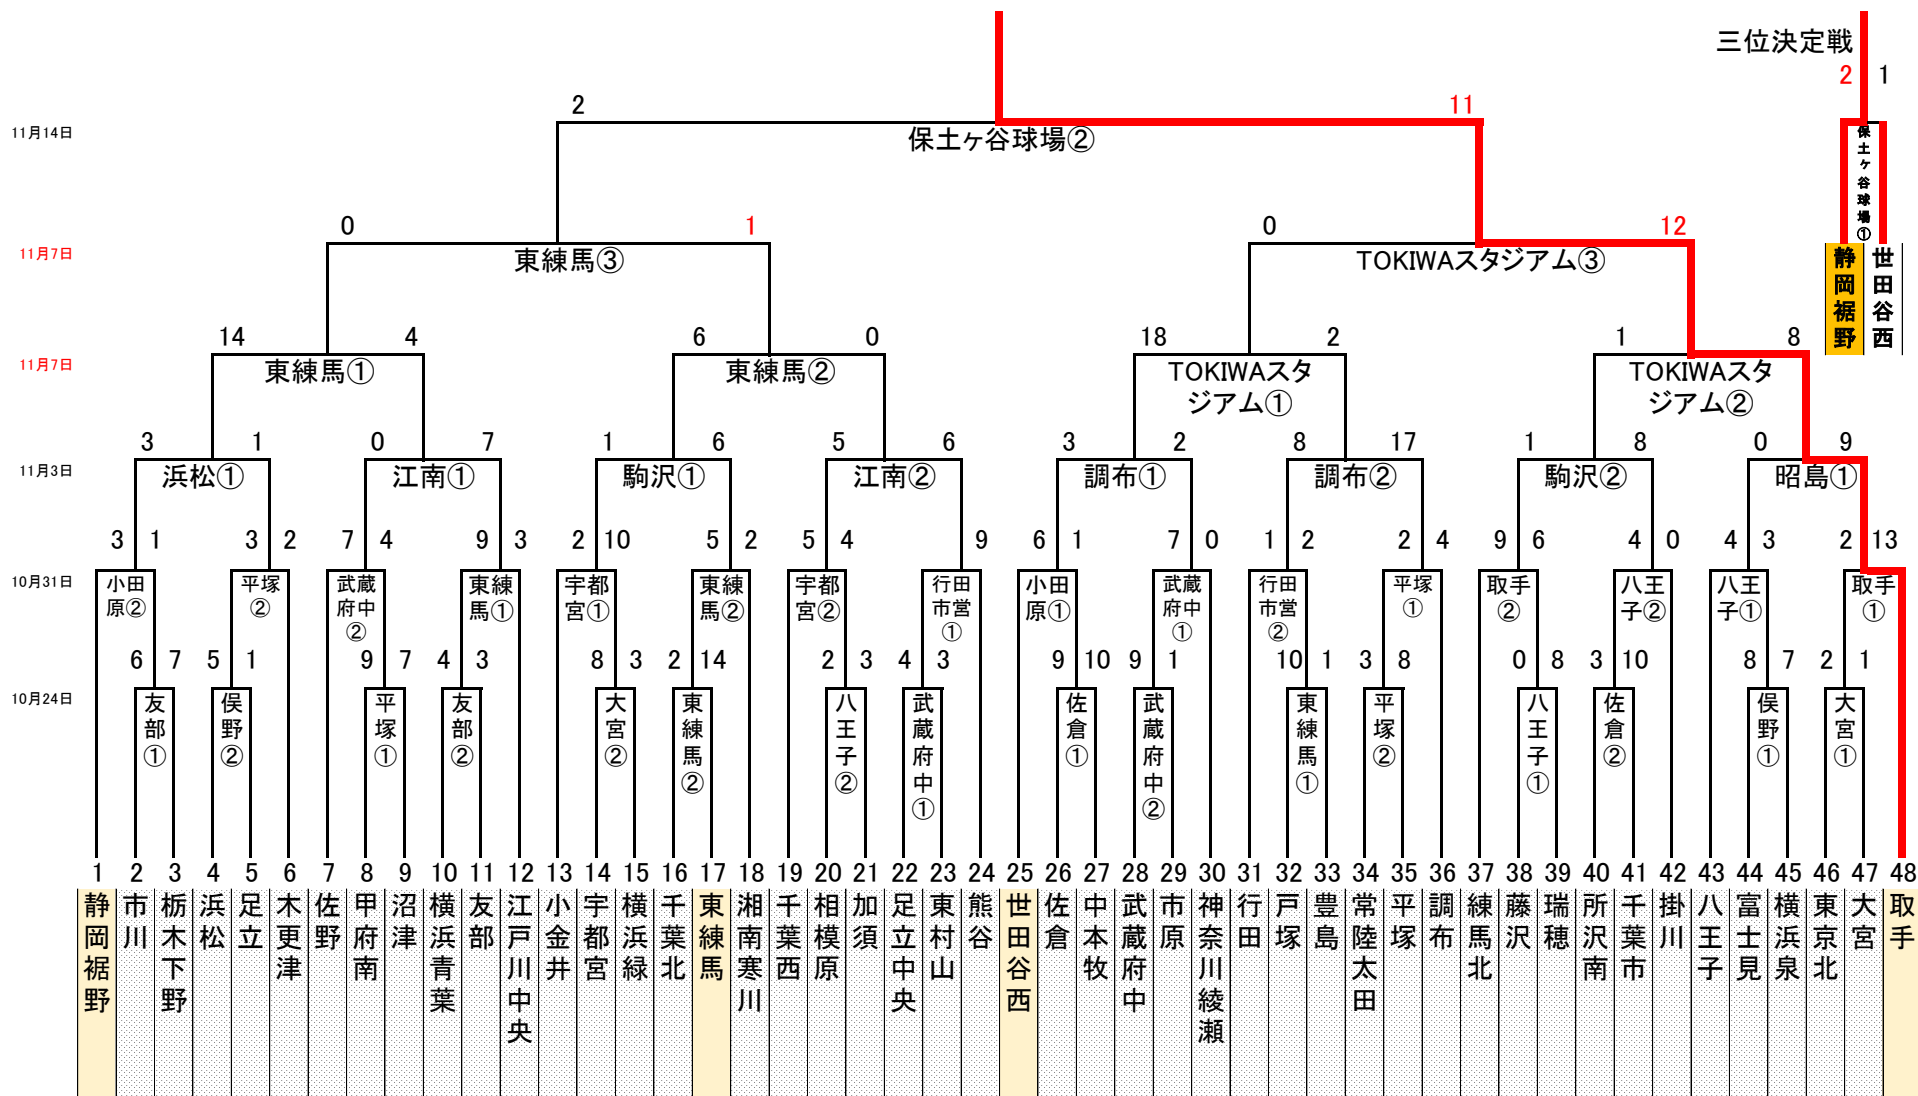 三位決定戦
2 1
2 11
11月14日
保土ヶ谷球場②
保土ヶ谷球場①
0 1 0 12
11月7日
東練馬③ TOKIWAスタジアム③
静岡裾野 世田谷西
14 4 6 0 18 2 1 8
11月7日
東練馬① 東練馬② TOKIWAスタ TOKIWAスタ
ジアム① ジアム②
3 1 0 7 1 6 5 6 3 2 8 17 1 8 0 9
11月3日
浜松① 江南① 駒沢① 江南② 調布① 調布② 駒沢② 昭島①
3 1 3 2 7 4 9 3 2 10 5 2 5 4 9 6 1 7 0 1 2 2 4 9 6 4 0 4 3 2 13
10月31日
小田原② 平塚② 武蔵府中② 東練馬① 宇都宮① 東練馬② 宇都宮② 行田市営① 小田原① 武蔵府中① 行田市営② 平塚① 取手② 八王子② 八王子① 取手①
6 7 5 1 9 7 4 3 8 3 2 14 2 3 4 3 9 10 9 1 10 1 3 8 0 8 3 10 8 7 2 1
10月24日
友部① 俣野② 平塚① 友部② 大宮② 東練馬② 八王子② 武蔵府中① 佐倉① 武蔵府中② 東練馬① 平塚② 八王子① 佐倉② 俣野① 大宮①
1 2 3 4 5 6 7 8 9 10 11 12 13 14 15 16 17 18 19 20 21 22 23 24 25 26 27 28 29 30 31 32 33 34 35 36 37 38 39 40 41 42 43 44 45 46 47 48
静岡裾野
市川
栃木下野
浜松
足立
木更津
佐野
甲府南
沼津
横浜青葉
友部
江戸川中央
小金井
宇都宮
横浜緑
千葉北
東練馬
湘南寒川
千葉西
相模原
加須
足立中央
東村山
熊谷
世田谷西
佐倉
中本牧
武蔵府中
市原
神奈川綾瀬
行田
戸塚
豊島
常陸太田
平塚
調布
練馬北
藤沢
瑞穂
所沢南
千葉市
掛川
八王子
富士見
横浜泉
東京北
大宮
取手